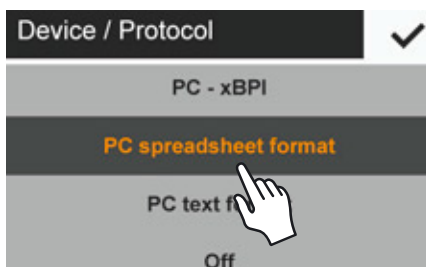 Device / Protocol
PC - xBPI
PC spreadsheet format
PC text
Off